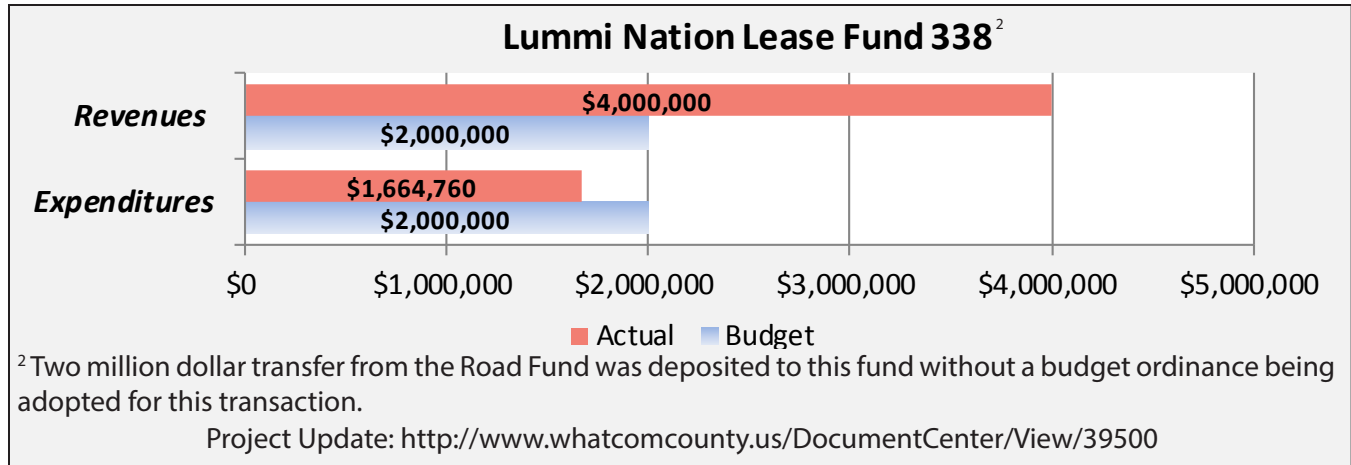 Lummi Nation Lease Fund 338²
Revenues
$4,000,000
$2,000,000
Expenditures
$1,664,760
$2,000,000
$0 $1,000,000 $2,000,000 $3,000,000 $4,000,000 $5,000,000
Actual Budget
² Two million dollar transfer from the Road Fund was deposited to this fund without a budget ordinance being
adopted for this transaction.
Project Update: http://www.whatcomcounty.us/DocumentCenter/View/39500